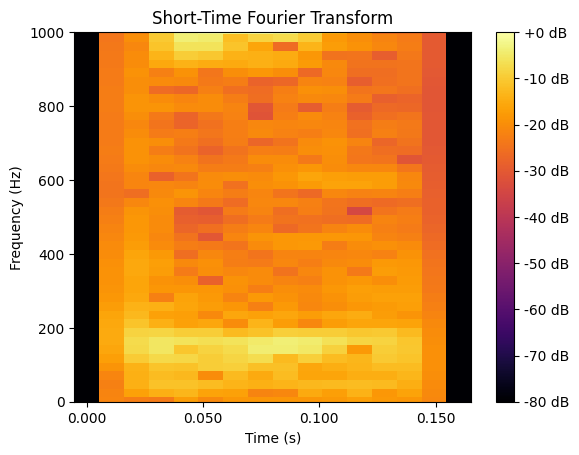 Short-Time Fourier Transform
1000
800
600
400
200
0
Frequency (Hz)
0.000
0.050
0.100
0.150
Time (s)
+0 dB
-10 dB
-20 dB
-30 dB
-40 dB
-50 dB
-60 dB
-70 dB
-80 dB